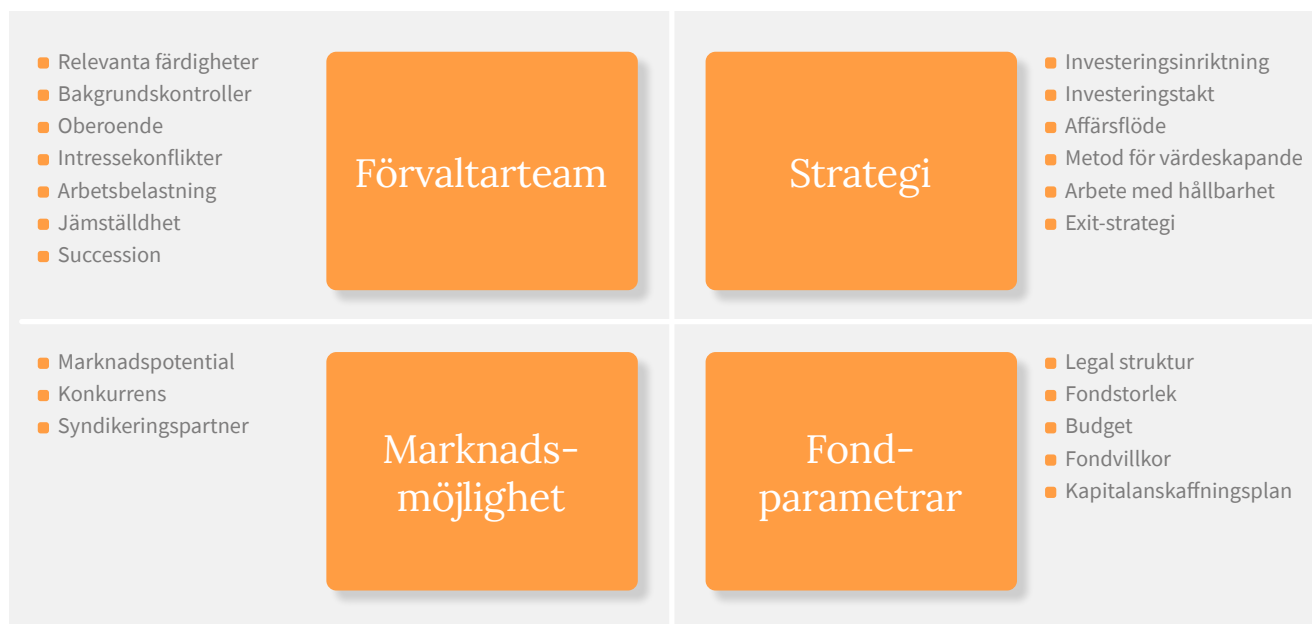 Relevanta färdigheter
Bakgrundskontroller
Oberoende
Intressekonflikter
Arbetsbelastning
Jämställdhet
Succession
Förvaltarteam
Strategi
Investeringsinriktning
Investeringstakt
Affärsflöde
Metod för värdeskapande
Arbete med hållbarhet
Exit-strategi
Marknadspotential
Konkurrens
Syndikeringspartner
Marknads-
möjlighet
Fond-
parametrar
Legal struktur
Fondstorlek
Budget
Fondvillkor
Kapitalanskaffningsplan